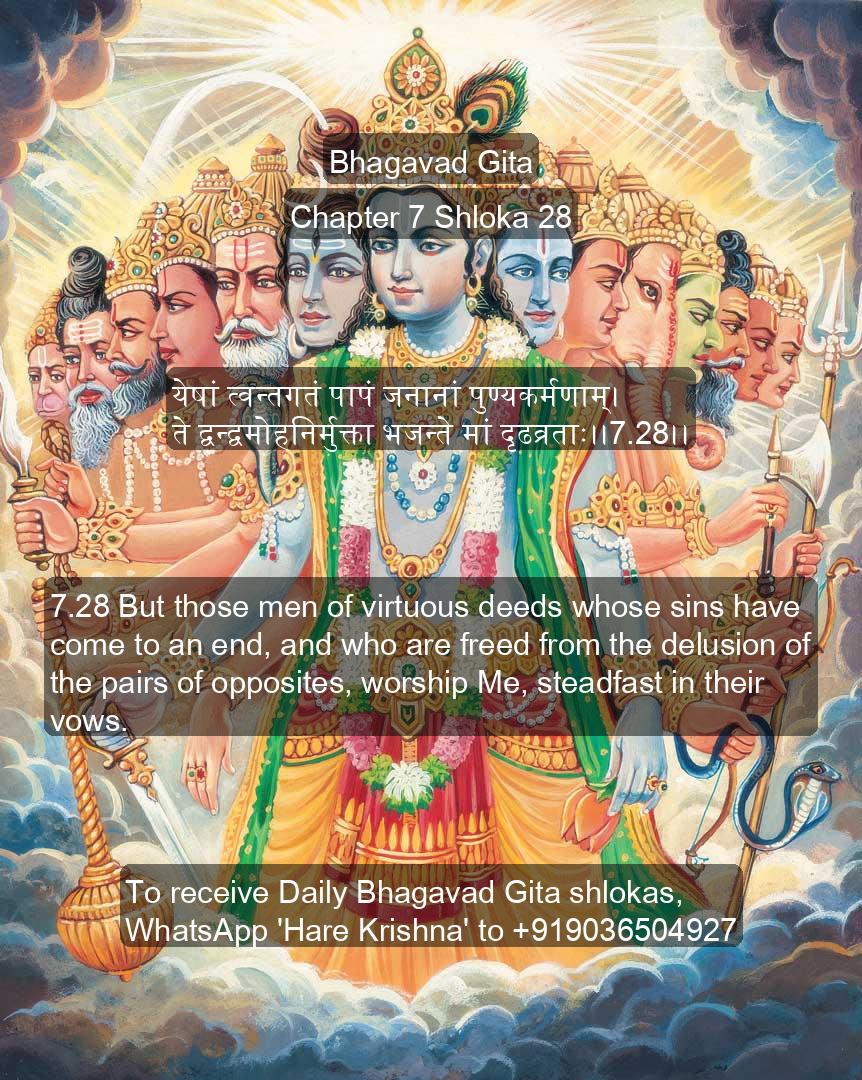 Bhagavad Gita
Chapter 7 Shloka 28
येषां त्वन्तगतं पापं जनानां पुण्यकर्मणाम्।
ते द्वन्द्वमोहनिर्मुक्ता भजन्ते मां दृढव्रताः।।7.28।।
7.28 But those men of virtuous deeds whose sins have
come to an end, and who are freed from the delusion of
the pairs of opposites, worship Me, steadfast in their
vows.
To receive Daily Bhagavad Gita shlokas,
WhatsApp 'Hare Krishna' to +919036504927